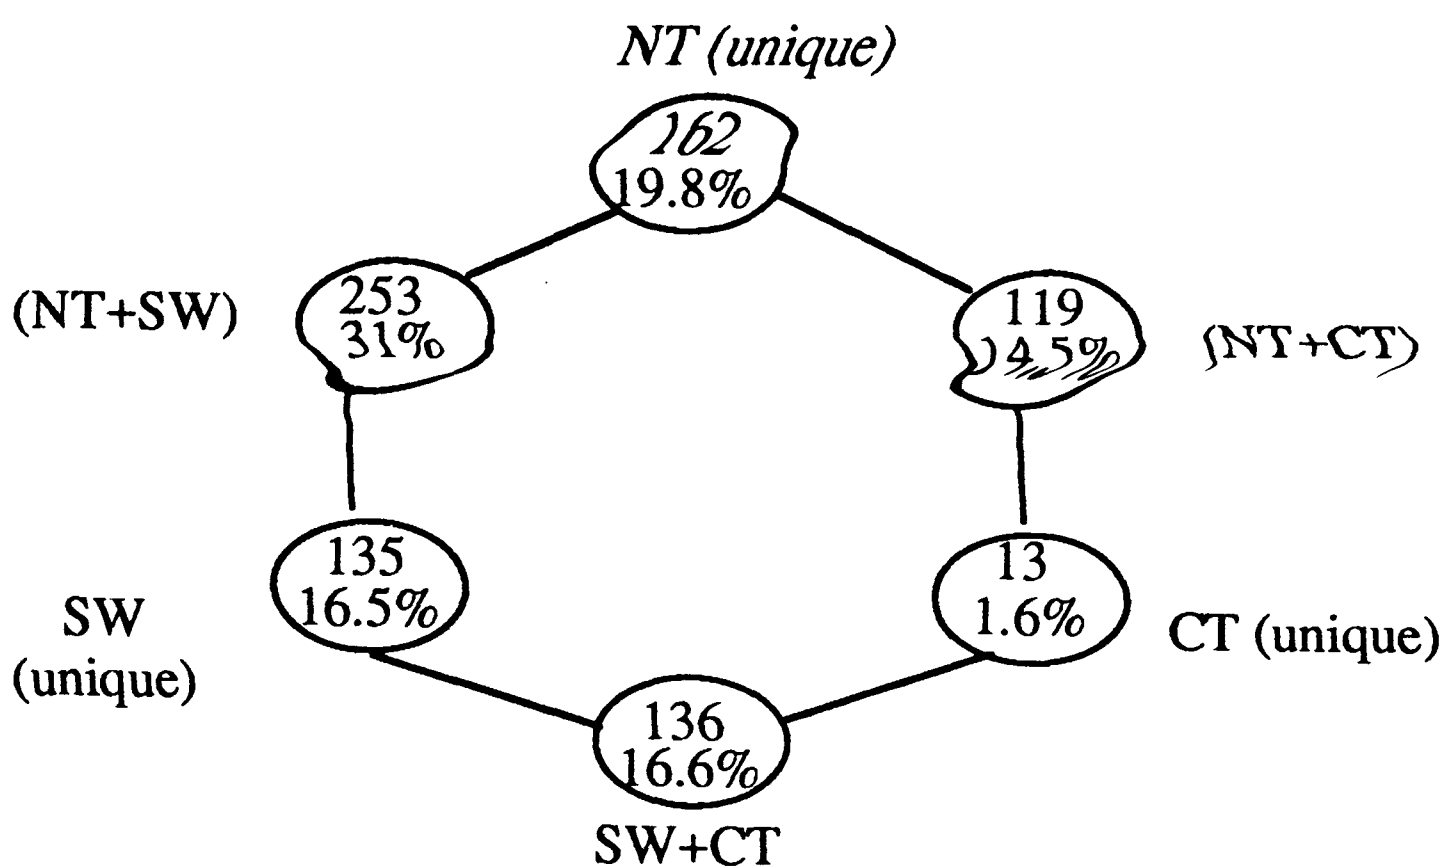 NT (unique)
162
19.8%
(NT+SW)
253
31%
119
14.5%
(NT+CT)
135
16.5%
SW
(unique)
13
1.6%
CT (unique)
136
16.6%
SW+CT